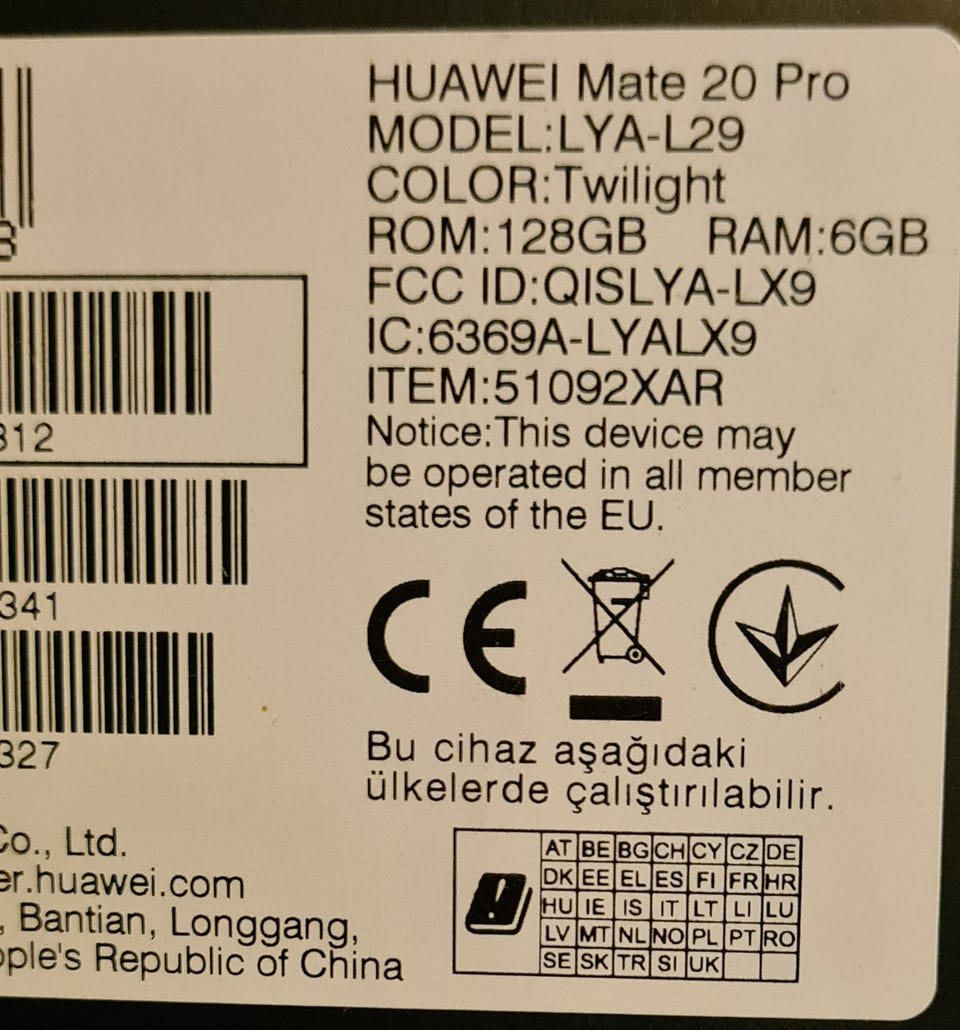 HUAWEI Mate 20 Pro
MODEL:LYA-L29
COLOR:Twilight
ROM:128GB RAM:6GB
FCC ID:QISLYA-LX9
IC:6369A-LYALX9
ITEM:51092XAR
Notice:This device may
be operated in all member
states of the EU.
CE
Bu cihaz aşağıdaki
ülkelerde çalıştırılabilir.
AT BE BG CH CY CZ DE
DK EE EL ES FI FR HR
HU IE IS IT LT LI LU
LV MT NL NO PL PT RO
SE SK TR SI UK
312
341
327
Co., Ltd.
er.huawei.com
, Bantian, Longgang,
ople's Republic of China